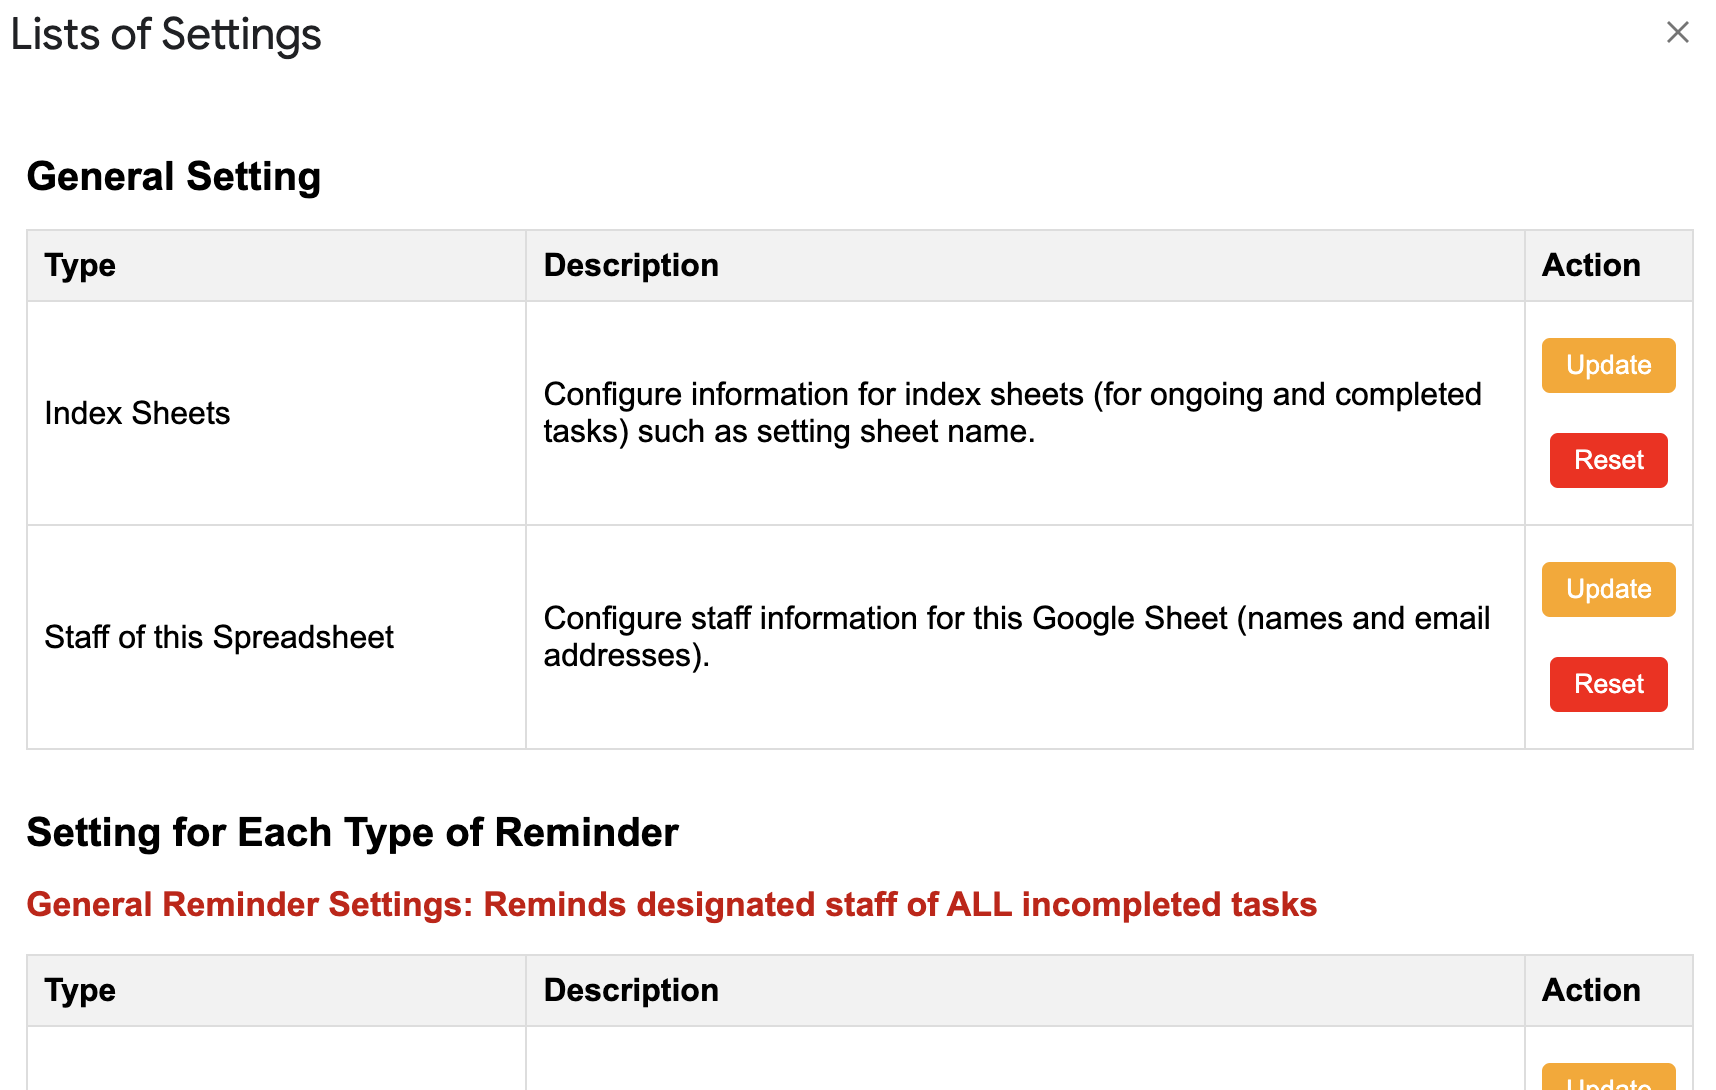 Lists of Settings
General Setting
Type Description Action
Index Sheets
Configure information for index sheets (for ongoing and completed
tasks) such as setting sheet name.
Update
Reset
Staff of this Spreadsheet
Configure staff information for this Google Sheet (names and email
addresses).
Update
Reset
Setting for Each Type of Reminder
General Reminder Settings: Reminds designated staff of ALL incompleted tasks
Type Description Action
Update